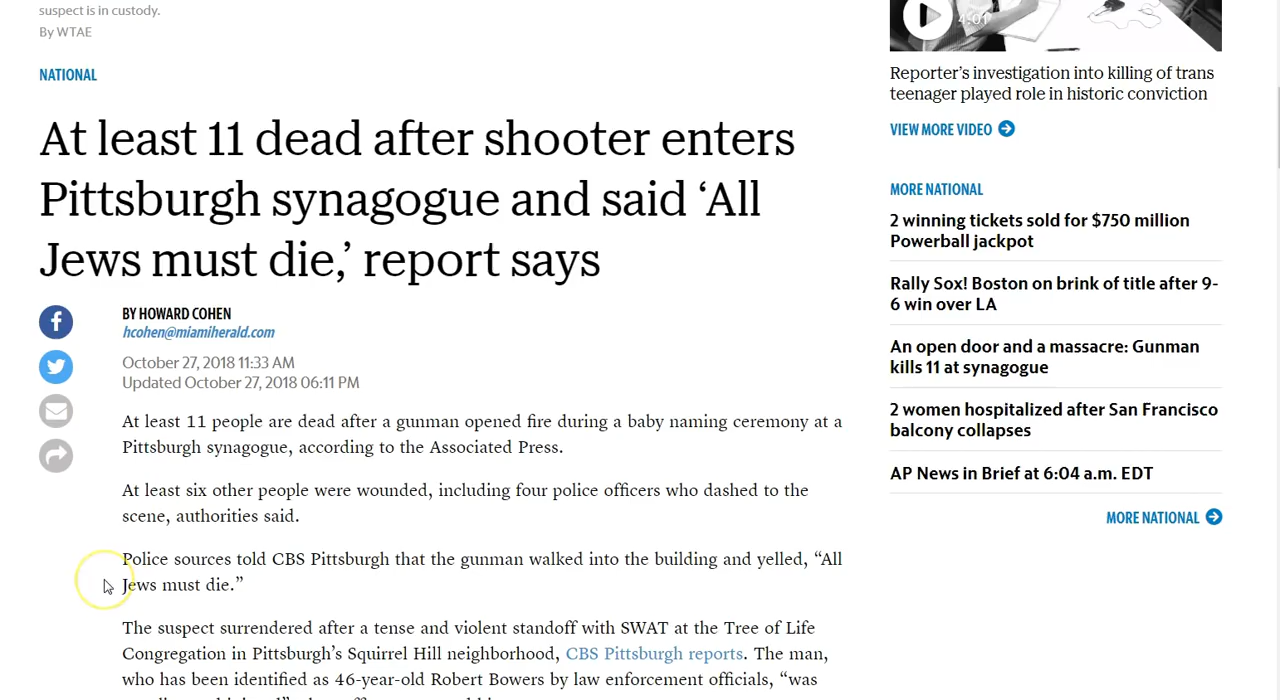 suspect is in custody.
By WTAE
NATIONAL
At least 11 dead after shooter enters
Pittsburgh synagogue and said ‘All
Jews must die,’ report says
f
BY HOWARD COHEN
hcohen@miamiherald.com
October 27, 2018 11:33 AM
Updated October 27, 2018 06:11 PM
At least 11 people are dead after a gunman opened fire during a baby naming ceremony at a
Pittsburgh synagogue, according to the Associated Press.
At least six other people were wounded, including four police officers who dashed to the
scene, authorities said.
Police sources told CBS Pittsburgh that the gunman walked into the building and yelled, “All
Jews must die.”
The suspect surrendered after a tense and violent standoff with SWAT at the Tree of Life
Congregation in Pittsburgh’s Squirrel Hill neighborhood, CBS Pittsburgh reports. The man,
who has been identified as 46-year-old Robert Bowers by law enforcement officials, “was
4:01
Reporter’s investigation into killing of trans
teenager played role in historic conviction
VIEW MORE VIDEO
MORE NATIONAL
2 winning tickets sold for $750 million
Powerball jackpot
Rally Sox! Boston on brink of title after 9-
6 win over LA
An open door and a massacre: Gunman
kills 11 at synagogue
2 women hospitalized after San Francisco
balcony collapses
AP News in Brief at 6:04 a.m. EDT
MORE NATIONAL